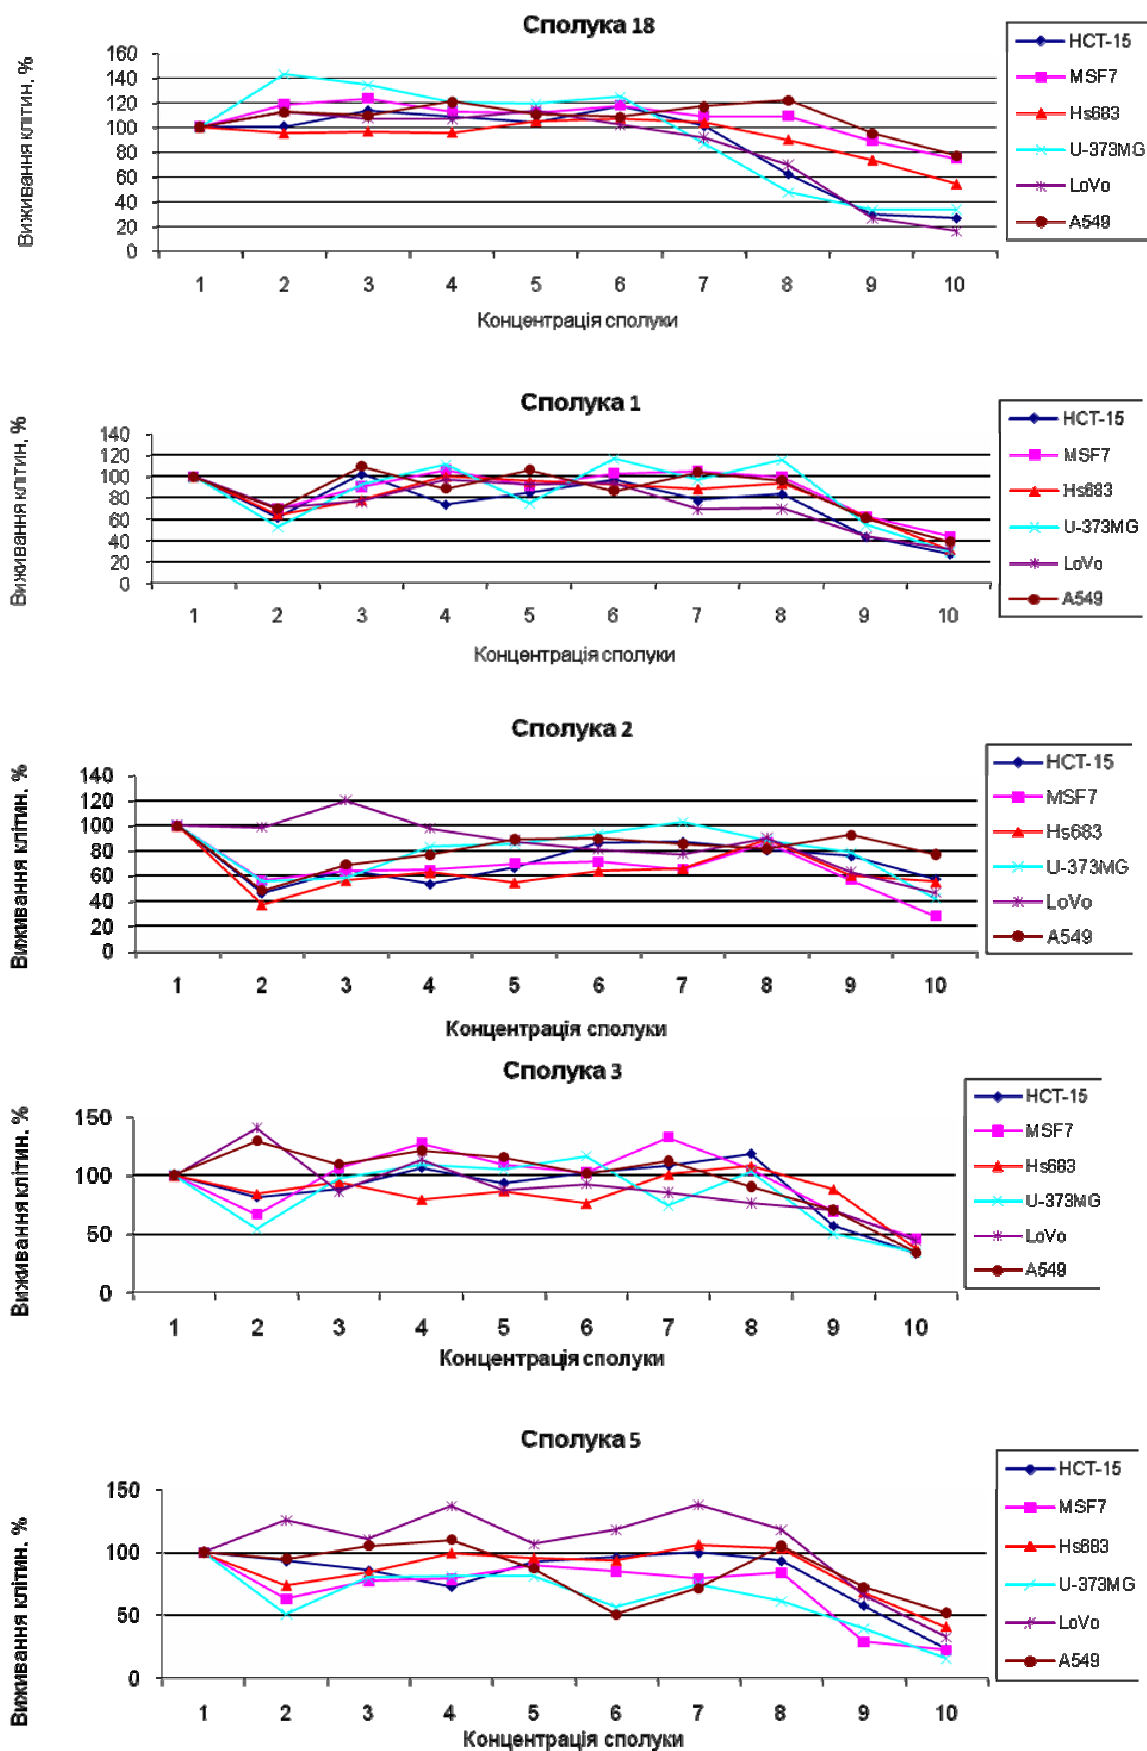 Сполука 18
Виживання клітин, %
160
140
120
100
80
60
40
20
0
1 2 3 4 5 6 7 8 9 10
Концентрація сполуки
HCT-15
MSF7
Hs683
U-373MG
LoVo
A549
Сполука 1
Виживання клітин, %
140
120
100
80
60
40
20
0
1 2 3 4 5 6 7 8 9 10
Концентрація сполуки
HCT-15
MSF7
Hs683
U-373MG
LoVo
A549
Сполука 2
Виживання клітин. %
140
120
100
80
60
40
20
0
1 2 3 4 5 6 7 8 9 10
Концентрація сполуки
HCT-15
MSF7
Hs683
U-373MG
LoVo
A549
Сполука 3
Виживання клітин. %
150
100
50
0
1 2 3 4 5 6 7 8 9 10
Концентрація сполуки
HCT-15
MSF7
Hs683
U-373MG
LoVo
A549
Сполука 5
Виживання клітин. %
150
100
50
0
1 2 3 4 5 6 7 8 9 10
Концентрація сполуки
HCT-15
MSF7
Hs683
U-373MG
LoVo
A549